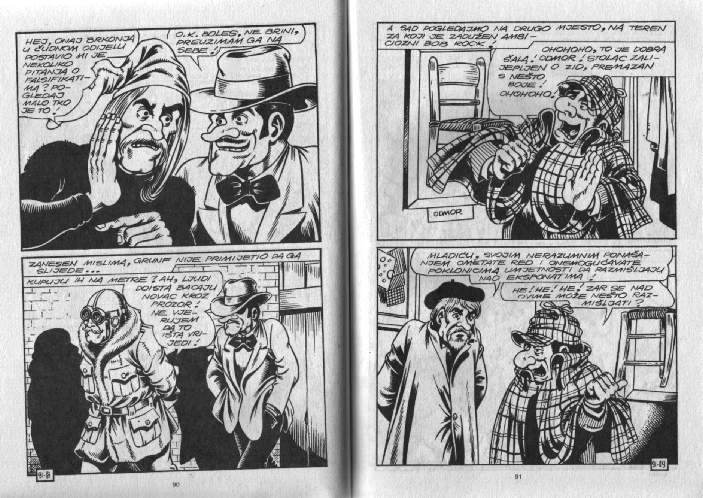 HEJ, ONAJ BRKONJA
U ČUDNOM ODIJELU
POSTAVIO MI JE
NEKOLIKO
PITANJA O
FALSIFIKATI-
MA? PO-
GLEDAJ
MALO TKO
JE TO!
O.K. BOLES, NE BRINI,
PREUZIMAM GA NA
SEBE!
ZANESEN MISLIMA, GRUNF NIJE PRIMIJETIO DA GA
SLIJEDE...
KUPUJU IH NA METRE? AH, LJUDI
DOISTA BACAJU
NOVAC KROZ
PROZOR!
NE VJE-
RUJEM
DA TO
IŠTA VRI-
JEDI!
90
A SAD POGLEDAJMO NA DRUGO MJESTO, NA TEREN
ZA KOJI JE ZADUŽEN AMBI-
CIOZNI BOB ROCK!
OHOHOHO, TO JE DOBRA
ŠALA! ODMOR! STOLAC ZALI-
JEPLJEN O ZID, PREMAZAN
S NEŠTO
BOJE!
OHOHOHO!
ODMOR
MLADIĆU, SVOJIM NERAZUMNIM PONAŠA-
NJEM OMETATE RED I ONEMOGUĆAVATE
POKLONICIMA UMJETNOSTI DA RAZMIŠLJAJU
NAD EKSPONATIMA!
HE! HE! HE! ZAR SE NAD
OVIME MOŽE NEŠTO RAZ-
MIŠLJATI?
91